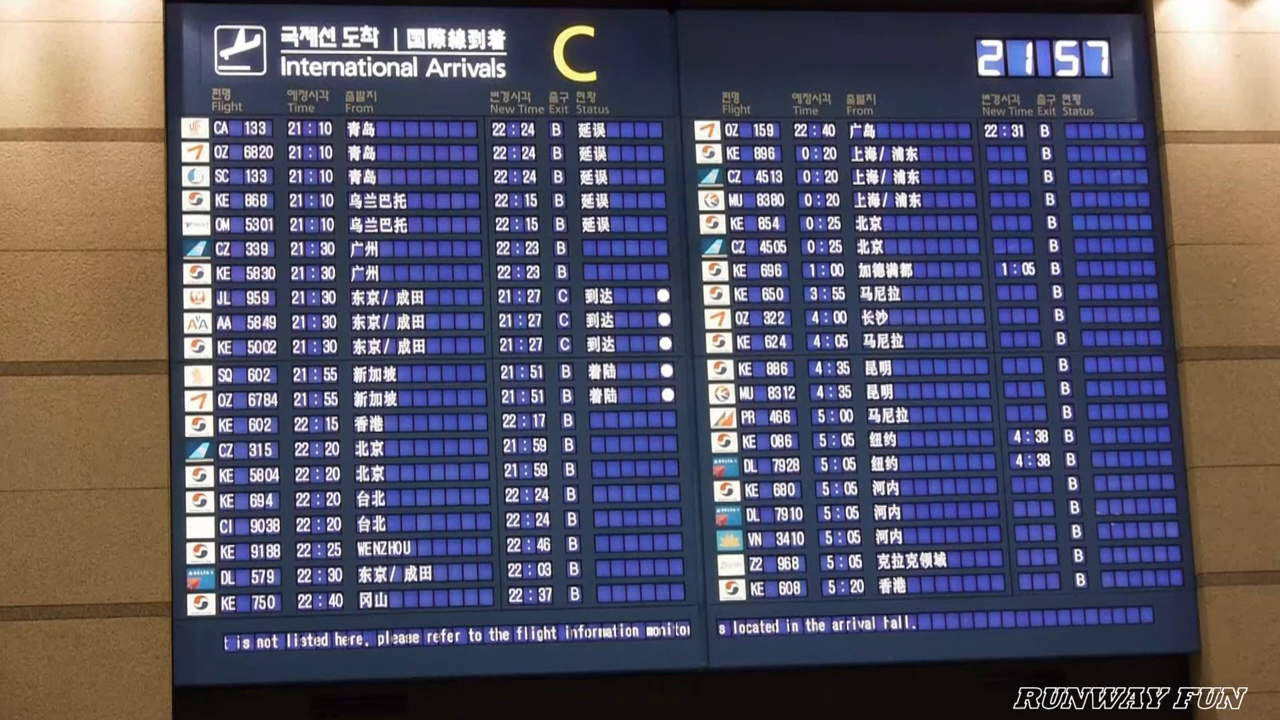 국제선 도착 | 国際線到着
International Arrivals
C
21:57
편명 예정시각 출발지 변경시각 출구 현황
Flight Time From New Time Exit Status
CA 133 21:10 青岛 22:24 B 延误
OZ 6820 21:10 青岛 22:24 B 延误
SC 133 21:10 青岛 22:24 B 延误
KE 868 21:10 乌兰巴托 22:15 B 延误
OM 5301 21:10 乌兰巴托 22:15 B 延误
CZ 339 21:30 广州 22:23 B
KE 5830 21:30 广州 22:23 B
JL 959 21:30 东京/成田 21:27 C 到达
AA 5849 21:30 东京/成田 21:27 C 到达
KE 5002 21:30 东京/成田 21:27 C 到达
SQ 602 21:55 新加坡 21:51 B 着陆
OZ 6784 21:55 新加坡 21:51 B 着陆
KE 602 22:15 香港 22:17 B
CZ 315 22:20 北京 21:59 B
KE 5804 22:20 北京 21:59 B
KE 694 22:20 台北 22:24 B
CI 9038 22:20 台北 22:24 B
KE 9188 22:25 WENZHOU 22:46 B
DL 579 22:30 东京/成田 22:03 B
KE 750 22:40 冈山 22:37 B
편명 예정시각 출발지 변경시각 출구 현황
Flight Time From New Time Exit Status
OZ 159 22:40 广岛 22:31 B
KE 896 0:20 上海/浦东 B
CZ 4513 0:20 上海/浦东 B
MU 8380 0:20 上海/浦东 B
KE 854 0:25 北京 B
CZ 4505 0:25 北京 B
KE 696 1:00 加德满都 1:05 B
KE 650 3:55 马尼拉 B
OZ 322 4:00 长沙 B
KE 624 4:05 马尼拉 B
KE 886 4:35 昆明 B
MU 8312 4:35 昆明 B
PR 466 5:00 马尼拉 B
KE 086 5:05 纽约 4:38 B
DL 7928 5:05 纽约 4:38 B
KE 680 5:05 河内 B
DL 7910 5:05 河内 B
VN 3410 5:05 河内 B
Z2 968 5:05 克拉克领域 B
KE 608 5:20 香港 B
t is not listed here, please refer to the flight information monitor
s located in the arrival hall.
RUNWAY FUN